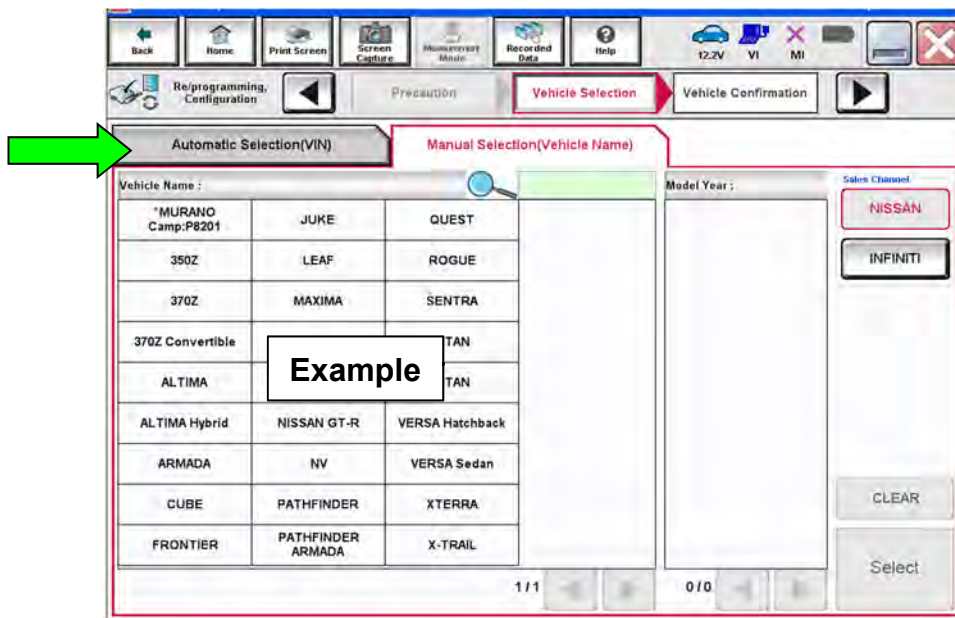 Back
Home
Print Screen
Screen
Capture
Measurement
Mode
Recorded
Data
Help
12.2V
VI
MI
Re/programming,
Configuration
Precaution
Vehicle Selection
Vehicle Confirmation
Automatic Selection(VIN)
Manual Selection(Vehicle Name)
Vehicle Name :
Model Year :
Sales Channel
*MURANO
Camp:P8201
JUKE
QUEST
NISSAN
350Z
LEAF
ROGUE
INFINITI
370Z
MAXIMA
SENTRA
370Z Convertible
TAN
Example
ALTIMA
TAN
ALTIMA Hybrid
NISSAN GT-R
VERSA Hatchback
ARMADA
NV
VERSA Sedan
CUBE
PATHFINDER
XTERRA
CLEAR
FRONTIER
PATHFINDER
ARMADA
X-TRAIL
Select
1/1
0/0